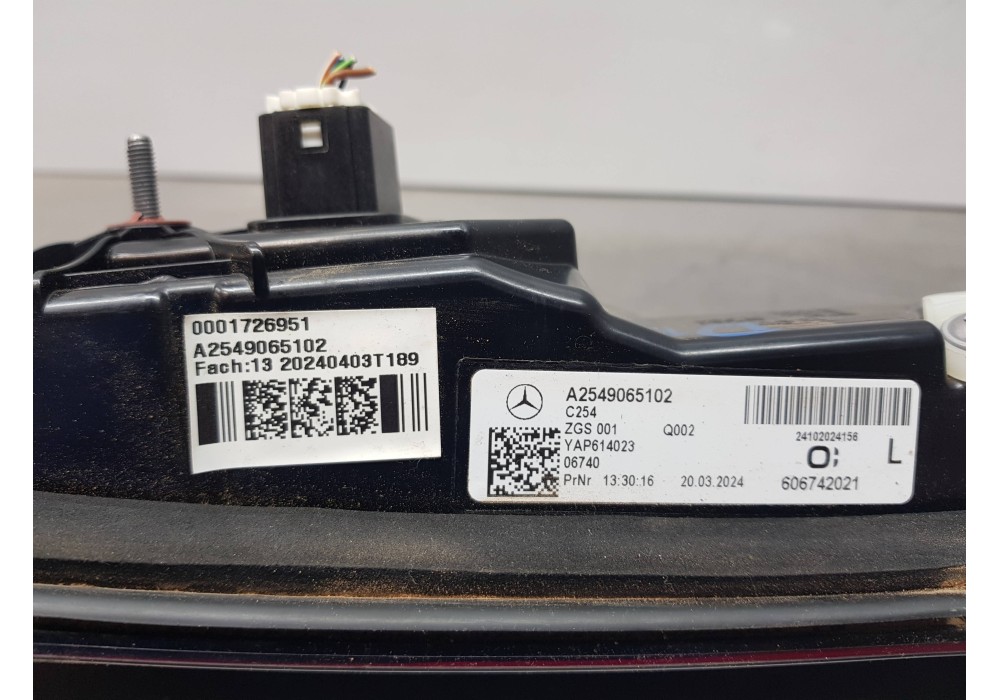 0001726951
A2549065102
Fach:13 20240403T189
A2549065102
C254
ZGS 001 Q002
YAP614023
06740
PrNr 13:30:16 20.03.2024
24102024156
L
606742021